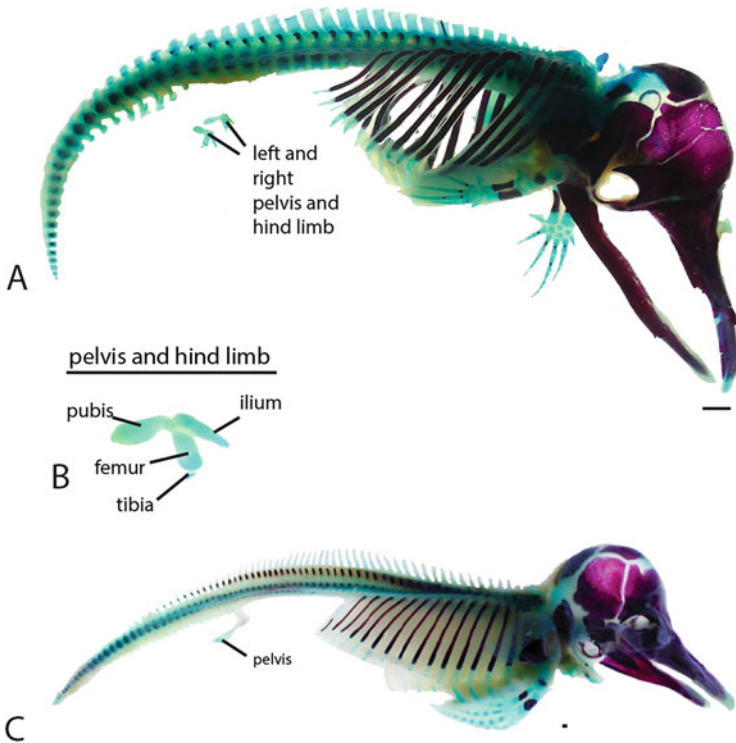 left and
right
pelvis and
hind limb
A
pelvis and hind limb
pubis
ilium
femur
B
tibia
pelvis
C